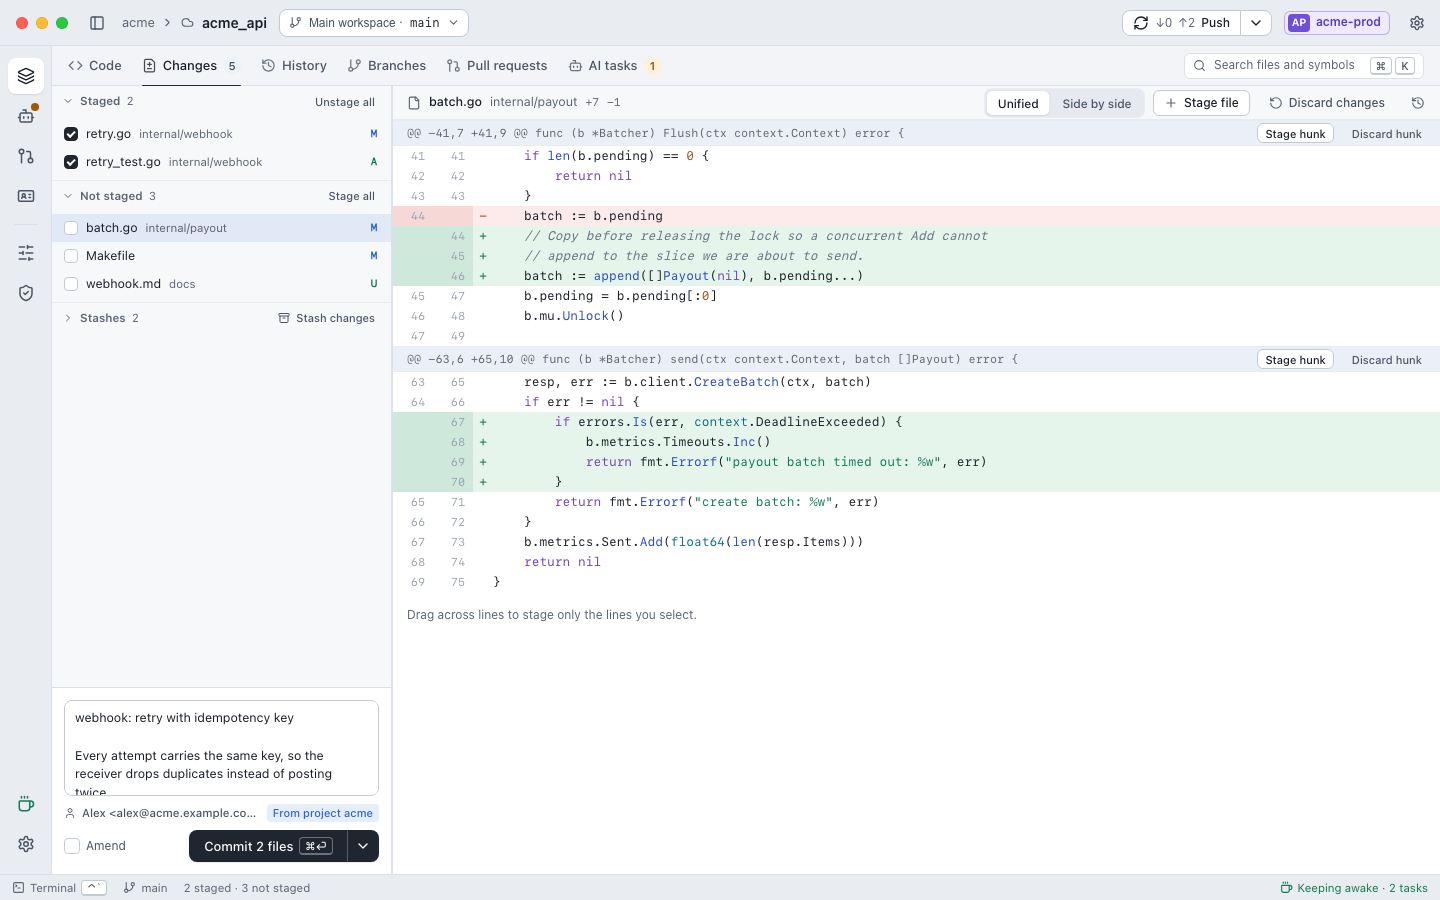 acme > acme_api Main workspace · main ↓0 ↑2 Push AP acme-prod
Code Changes 5 History Branches Pull requests AI tasks 1 Search files and symbols ⌘ K
Staged 2 Unstage all
retry.go internal/webhook M
retry_test.go internal/webhook A
Not staged 3 Stage all
batch.go internal/payout M
Makefile M
webhook.md docs U
Stashes 2 Stash changes
webhook: retry with idempotency key
Every attempt carries the same key, so the
receiver drops duplicates instead of posting
twice
Alex <alex@acme.example.co... From project acme
Amend Commit 2 files ⌘⏎
batch.go internal/payout +7 −1 Unified Side by side + Stage file Discard changes
@@ −41,7 +41,9 @@ func (b *Batcher) Flush(ctx context.Context) error { Stage hunk Discard hunk
41 41 if len(b.pending) == 0 {
42 42 return nil
43 43 }
44 − batch := b.pending
44 + // Copy before releasing the lock so a concurrent Add cannot
45 + // append to the slice we are about to send.
46 + batch := append([]Payout(nil), b.pending...)
45 47 b.pending = b.pending[:0]
46 48 b.mu.Unlock()
47 49
@@ −63,6 +65,10 @@ func (b *Batcher) send(ctx context.Context, batch []Payout) error { Stage hunk Discard hunk
63 65 resp, err := b.client.CreateBatch(ctx, batch)
64 66 if err != nil {
67 + if errors.Is(err, context.DeadlineExceeded) {
68 + b.metrics.Timeouts.Inc()
69 + return fmt.Errorf("payout batch timed out: %w", err)
70 + }
65 71 return fmt.Errorf("create batch: %w", err)
66 72 }
67 73 b.metrics.Sent.Add(float64(len(resp.Items)))
68 74 return nil
69 75 }
Drag across lines to stage only the lines you select.
Terminal ⌃` main 2 staged · 3 not staged Keeping awake · 2 tasks